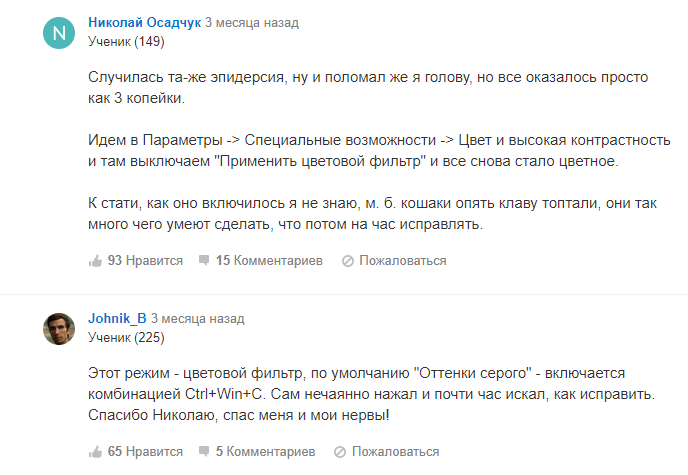 N
Николай Осадчук 3 месяца назад
Ученик (149)
Случилась та-же эпидерсия, ну и поломал же я голову, но все оказалось просто
как 3 копейки.
Идем в Параметры -> Специальные возможности -> Цвет и высокая контрастность
и там выключаем "Применить цветовой фильтр" и все снова стало цветное.
К стати, как оно включилось я не знаю, м. б. кошаки опять клаву топтали, они так
много чего умеют сделать, что потом на час исправлять.
93 Нравится 15 Комментариев Пожаловаться
Johnik_B 3 месяца назад
Ученик (225)
Этот режим - цветовой фильтр, по умолчанию "Оттенки серого" - включается
комбинацией Ctrl+Win+C. Сам нечаянно нажал и почти час искал, как исправить.
Спасибо Николаю, спас меня и мои нервы!
65 Нравится 5 Комментариев Пожаловаться